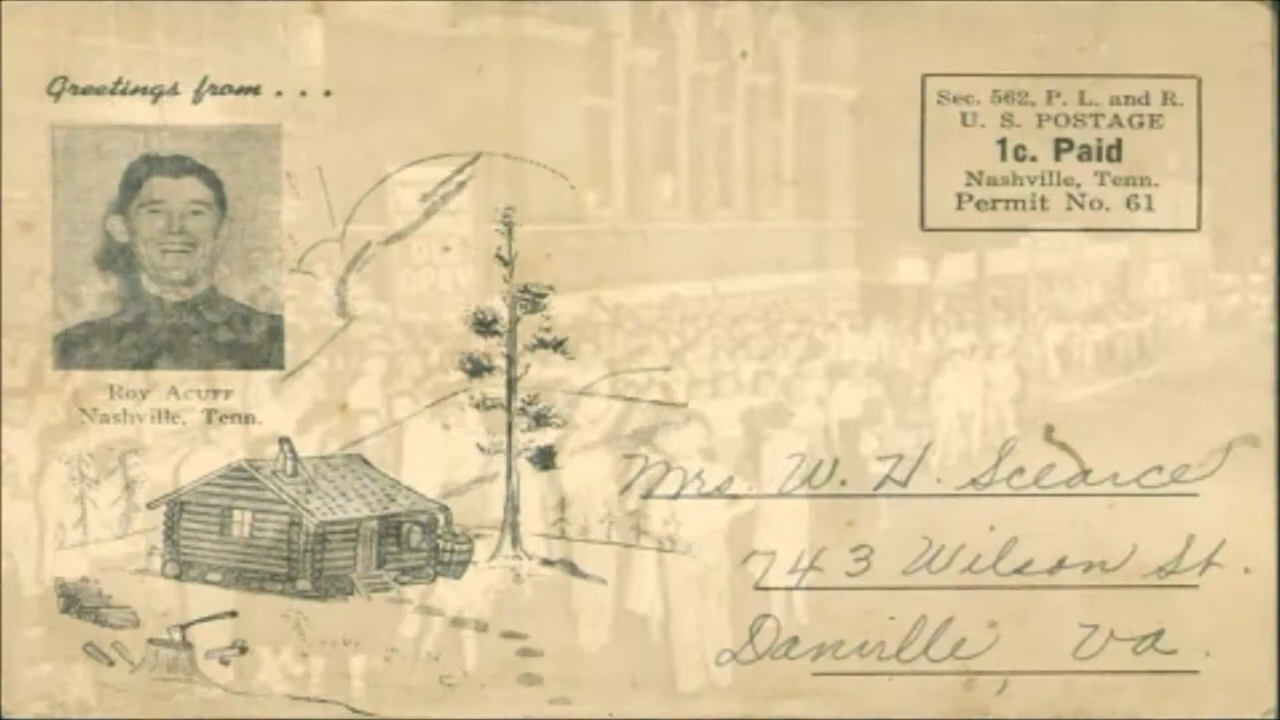 Greetings from . . .
Roy Acuff
Nashville, Tenn.
Sec. 562, P. L. and R.
U. S. POSTAGE
1c. Paid
Nashville, Tenn.
Permit No. 61
Mrs. W. H. Scearce
743 Wilson St.
Danville Va.